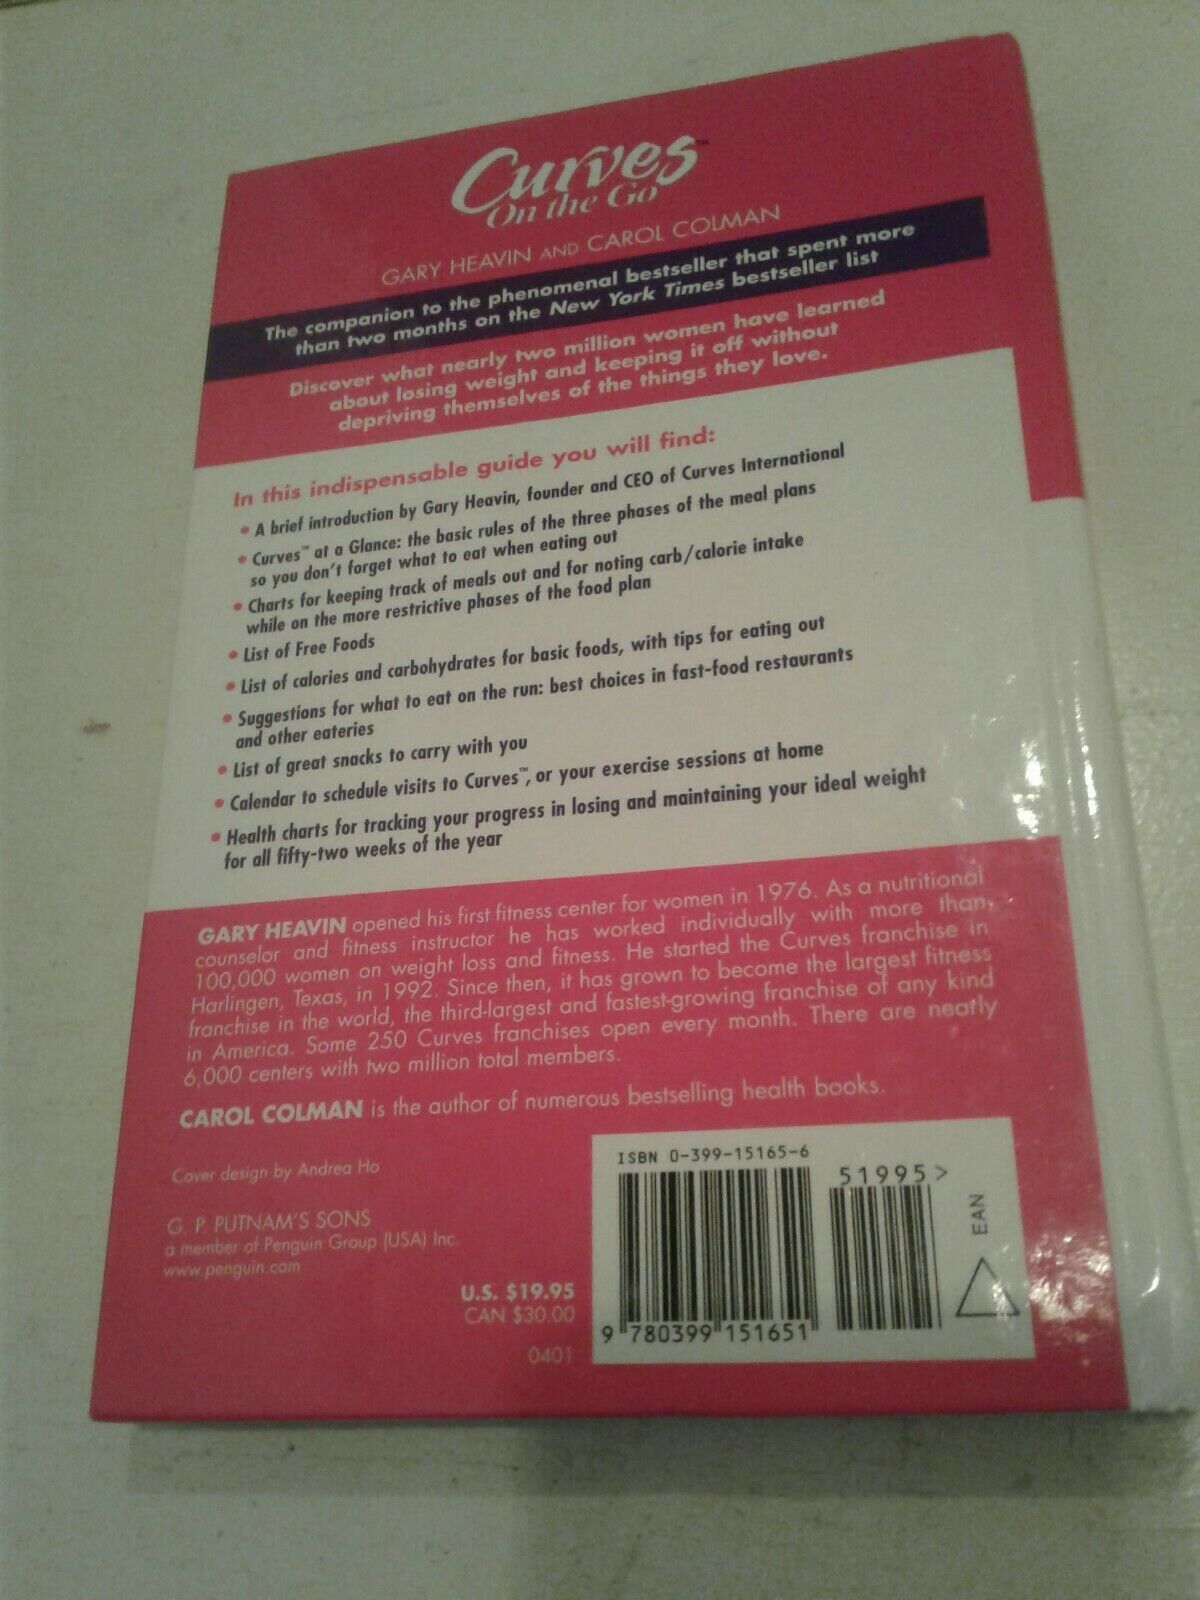 Curves™
On the Go
GARY HEAVIN AND CAROL COLMAN
The companion to the phenomenal bestseller that spent more
than two months on the New York Times bestseller list
Discover what nearly two million women have learned
about losing weight and keeping it off without
depriving themselves of the things they love.
In this indispensable guide you will find:
• A brief introduction by Gary Heavin, founder and CEO of Curves International
• Curves™ at a Glance: the basic rules of the three phases of the meal plans
so you don't forget what to eat when eating out
• Charts for keeping track of meals out and for noting carb/calorie intake
while on the more restrictive phases of the food plan
• List of Free Foods
• List of calories and carbohydrates for basic foods, with tips for eating out
• Suggestions for what to eat on the run: best choices in fast-food restaurants
and other eateries
• List of great snacks to carry with you
• Calendar to schedule visits to Curves™, or your exercise sessions at home
• Health charts for tracking your progress in losing and maintaining your ideal weight
for all fifty-two weeks of the year
GARY HEAVIN opened his first fitness center for women in 1976. As a nutritional
counselor and fitness instructor he has worked individually with more than
100,000 women on weight loss and fitness. He started the Curves franchise in
Harlingen, Texas, in 1992. Since then, it has grown to become the largest fitness
franchise in the world, the third-largest and fastest-growing franchise of any kind
in America. Some 250 Curves franchises open every month. There are nearly
6,000 centers with two million total members.
CAROL COLMAN is the author of numerous bestselling health books.
Cover design by Andrea Ho
G. P. PUTNAM'S SONS
a member of Penguin Group (USA) Inc.
www.penguin.com
U.S. $19.95
CAN $30.00
0401
ISBN 0-399-15165-6
51995>
EAN
9 780399 151651